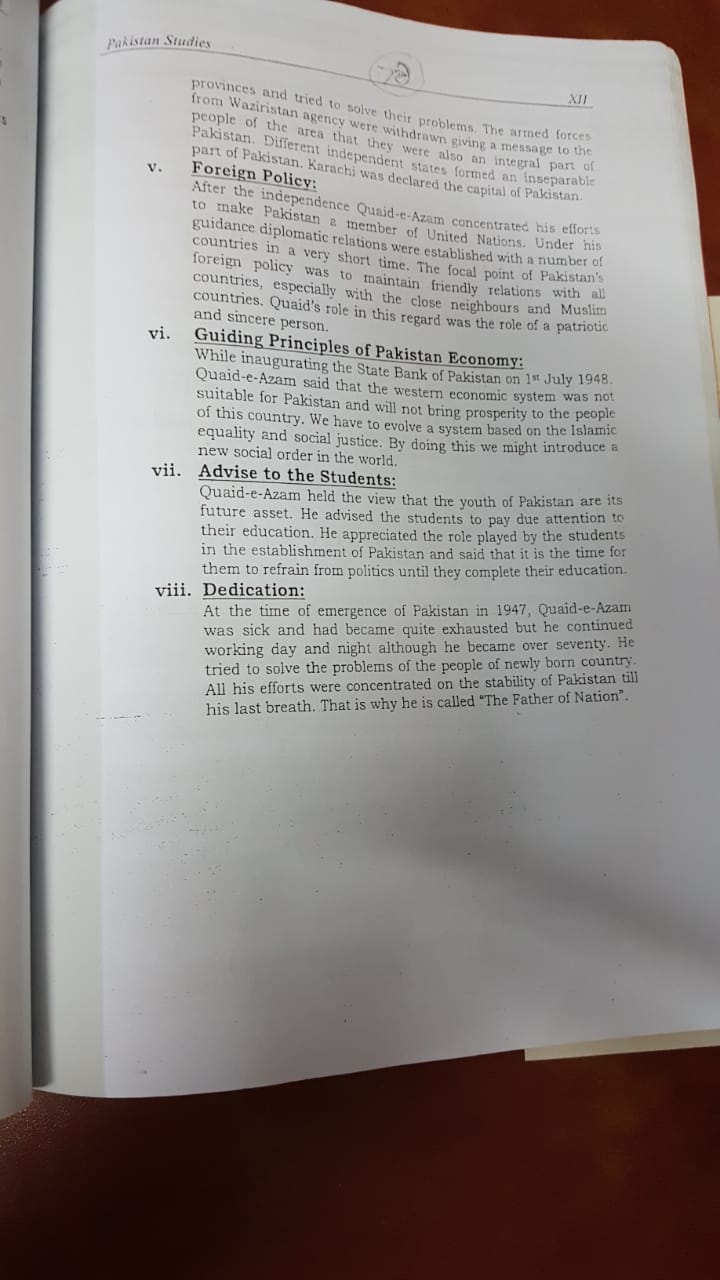 Pakistan Studies
XII
provinces and tried to solve their problems. The armed forces
from Waziristan agency were withdrawn giving a message to the
people of the area that they were also an integral part of
Pakistan. Different independent states formed an inseparable
part of Pakistan. Karachi was declared the capital of Pakistan.
v. Foreign Policy:
After the independence Quaid-e-Azam concentrated his efforts
to make Pakistan a member of United Nations. Under his
guidance diplomatic relations were established with a number of
countries in a very short time. The focal point of Pakistan's
foreign policy was to maintain friendly relations with all
countries, especially with the close neighbours and Muslim
countries. Quaid's role in this regard was the role of a patriotic
and sincere person.
vi. Guiding Principles of Pakistan Economy:
While inaugurating the State Bank of Pakistan on 1st July 1948.
Quaid-e-Azam said that the western economic system was not
suitable for Pakistan and will not bring prosperity to the people
of this country. We have to evolve a system based on the Islamic
equality and social justice. By doing this we might introduce a
new social order in the world.
vii. Advise to the Students:
Quaid-e-Azam held the view that the youth of Pakistan are its
future asset. He advised the students to pay due attention to
their education. He appreciated the role played by the students
in the establishment of Pakistan and said that it is the time for
them to refrain from politics until they complete their education.
viii. Dedication:
At the time of emergence of Pakistan in 1947, Quaid-e-Azam
was sick and had became quite exhausted but he continued
working day and night although he became over seventy. He
tried to solve the problems of the people of newly born country.
All his efforts were concentrated on the stability of Pakistan till
his last breath. That is why he is called "The Father of Nation".